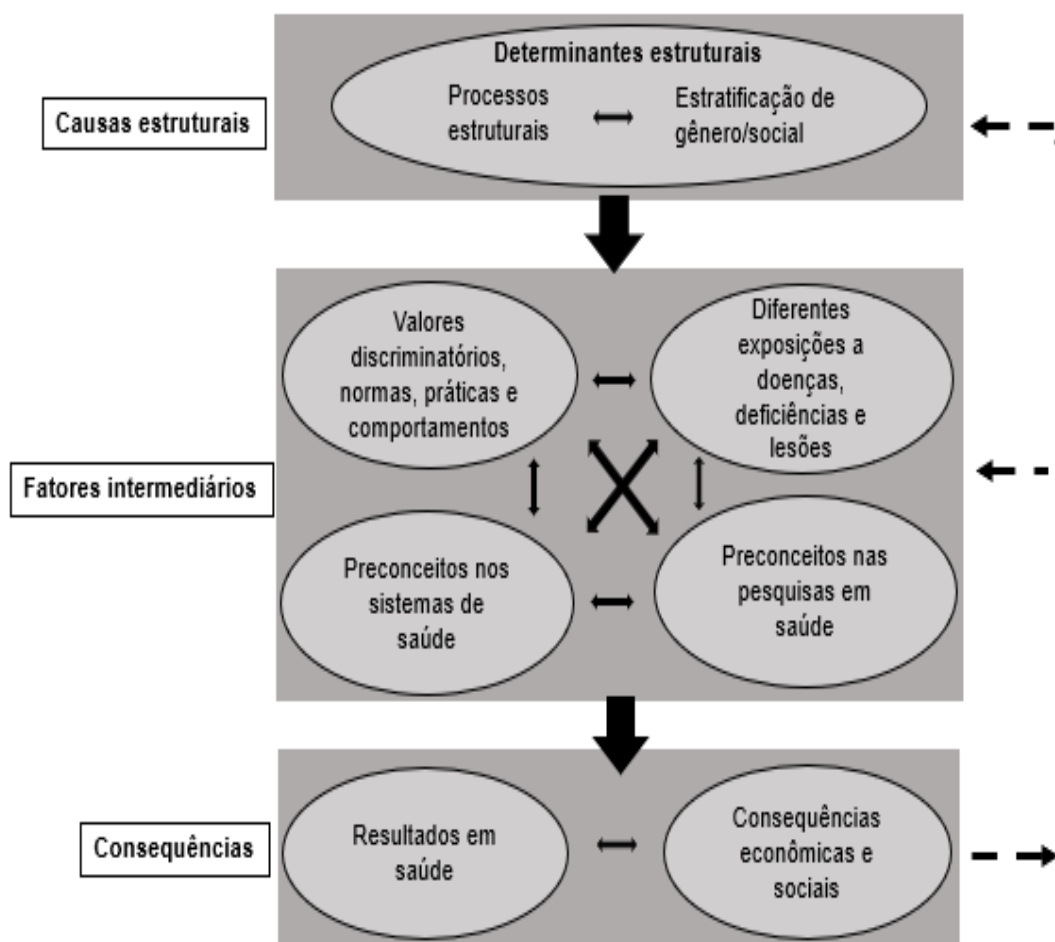 Determinantes estruturais
Processos
estruturais
Estratificação de
gênero/social
Causas estruturais
Valores
discriminatórios,
normas, práticas e
comportamentos
Diferentes
exposições a
doenças,
deficiências e
lesões
Fatores intermediários
Preconceitos nos
sistemas de
saúde
Preconceitos nas
pesquisas em
saúde
Consequências
Resultados em
saúde
Consequências
econômicas e
sociais